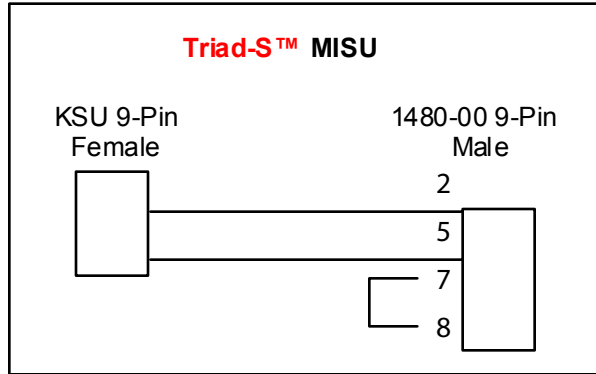 Triad-S™ MISU
KSU 9-Pin
Female
1480-00 9-Pin
Male
2
5
7
8